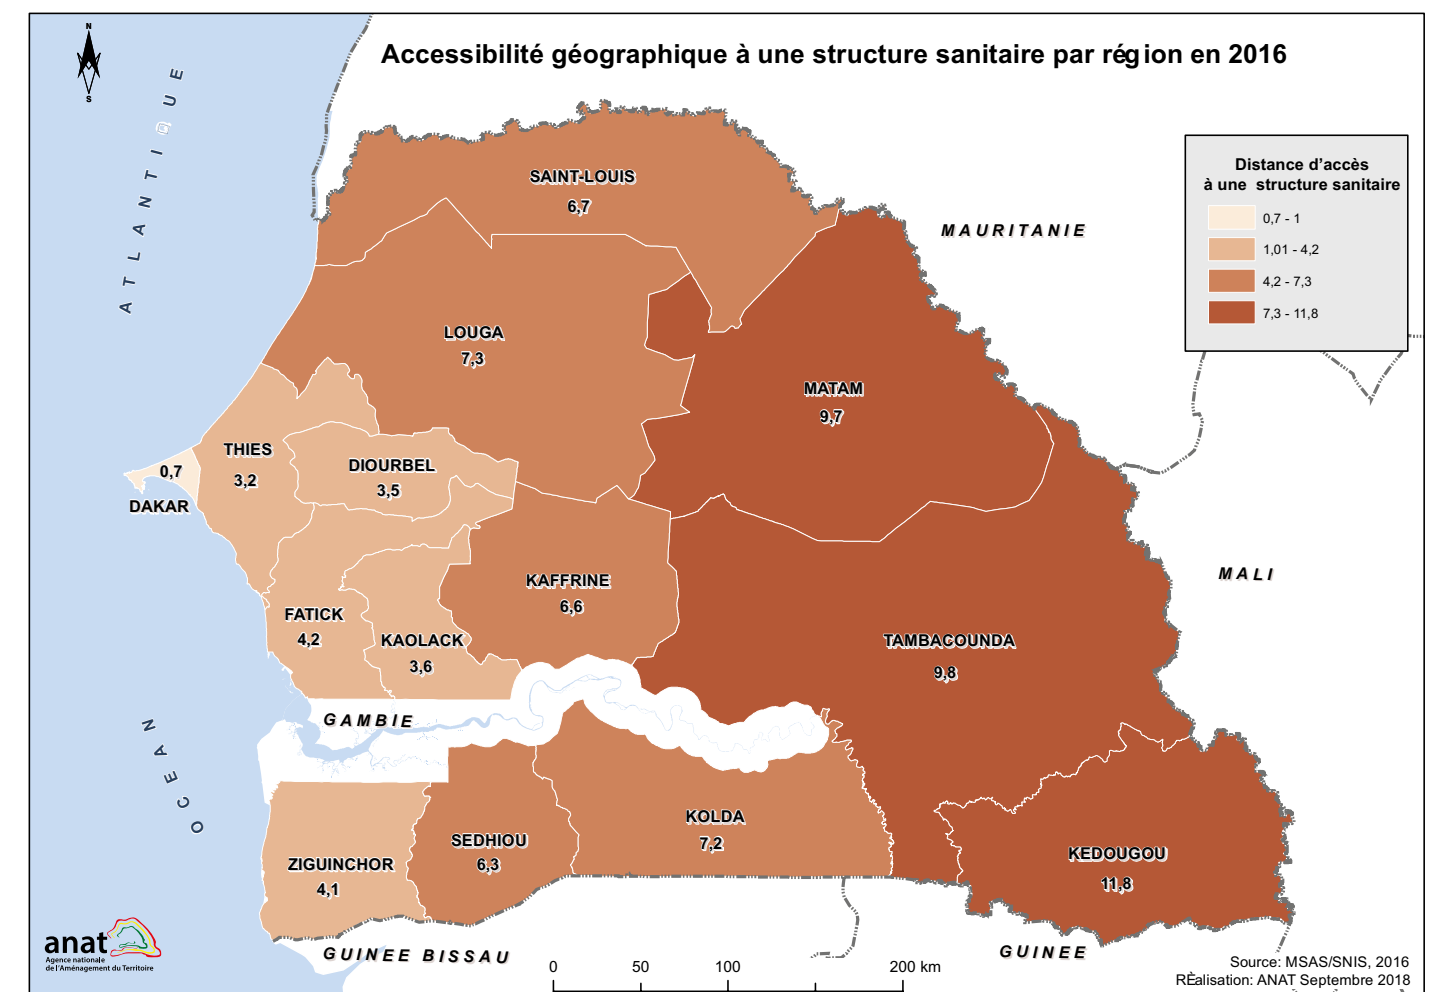 Accessibilité géographique à une structure sanitaire par région en 2016
N
S
ATLANTIQUE
OCEAN
Distance d'accès
à une structure sanitaire
0,7 - 1
1,01 - 4,2
4,2 - 7,3
7,3 - 11,8
MAURITANIE
SAINT-LOUIS
6,7
LOUGA
7,3
MATAM
9,7
THIES
3,2
DIOURBEL
3,5
0,7
DAKAR
KAFFRINE
6,6
FATICK
4,2
KAOLACK
3,6
TAMBACOUNDA
9,8
MALI
GAMBIE
ZIGUINCHOR
4,1
SEDHIOU
6,3
KOLDA
7,2
KEDOUGOU
11,8
GUINEE BISSAU
GUINEE
anat
Agence nationale
de l'Aménagement du Territoire
0 50 100 200 km
Source: MSAS/SNIS, 2016
RÈalisation: ANAT Septembre 2018